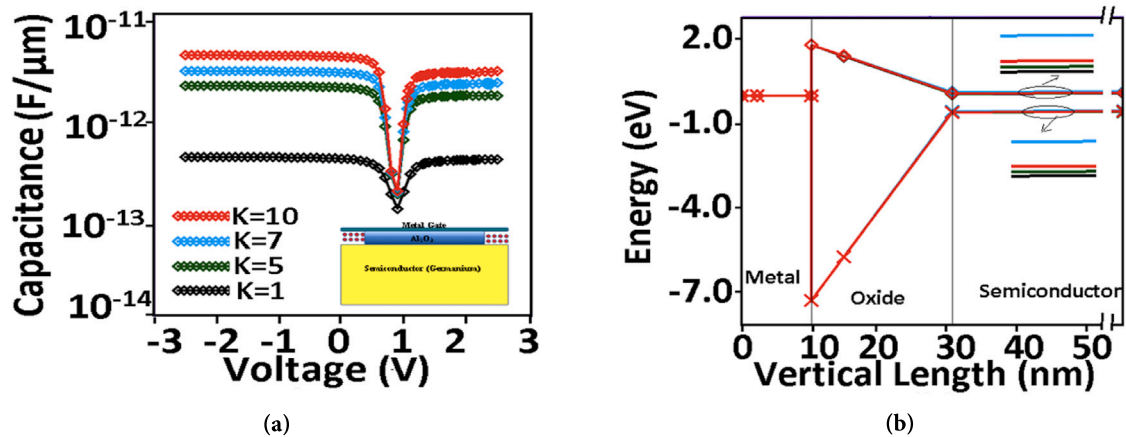 (a)
Capacitance (F/µm)
10-11
10-12
10-13
10-14
K=10
K=7
K=5
K=1
Metal Gate
Al2O3
Semiconductor (Germanium)
-3 -2 -1 0 1 2 3
Voltage (V)
(a)
(b)
Energy (eV)
2.0
-1.0
-4.0
-7.0
Metal
Oxide
Semiconductor
0 10 20 30 40 50
Vertical Length (nm)
(b)